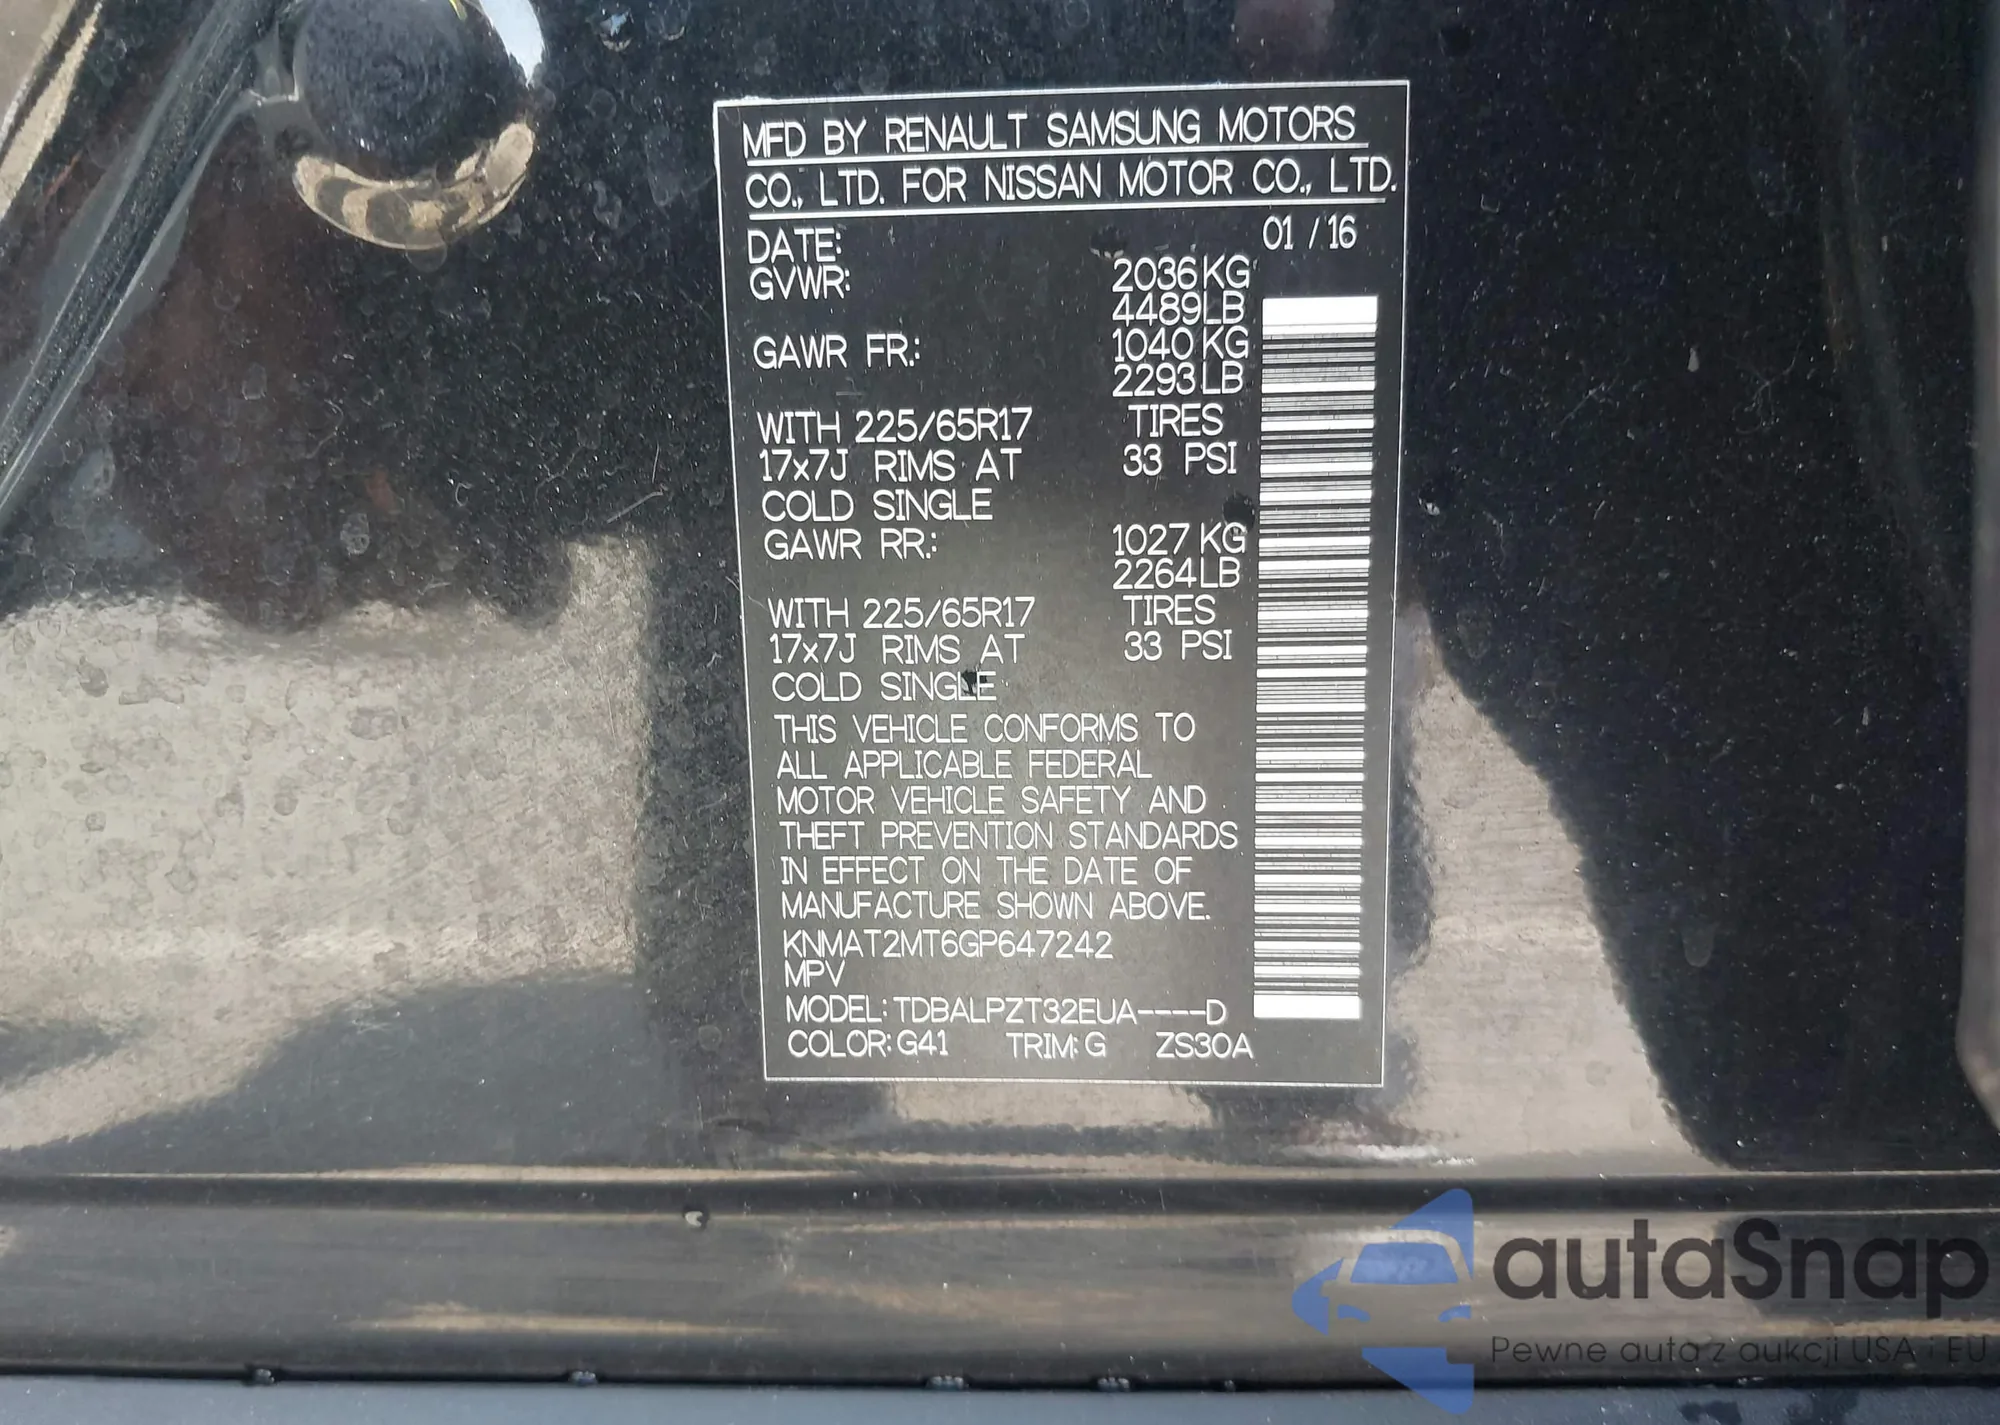 MFD BY RENAULT SAMSUNG MOTORS
CO., LTD. FOR NISSAN MOTOR CO., LTD.
DATE: 01 / 16
GVWR: 2036 KG
4489 LB
GAWR FR.: 1040 KG
2293 LB
WITH 225/65R17 TIRES
17x7J RIMS AT 33 PSI
COLD SINGLE
GAWR RR.: 1027 KG
2264 LB
WITH 225/65R17 TIRES
17x7J RIMS AT 33 PSI
COLD SINGLE
THIS VEHICLE CONFORMS TO
ALL APPLICABLE FEDERAL
MOTOR VEHICLE SAFETY AND
THEFT PREVENTION STANDARDS
IN EFFECT ON THE DATE OF
MANUFACTURE SHOWN ABOVE.
KNMAT2MT6GP647242
MPV
MODEL: TDBALPZT32EUA----D
COLOR: G41 TRIM: G ZS30A
autaSnap
Pewne auta z aukcji USA i EU